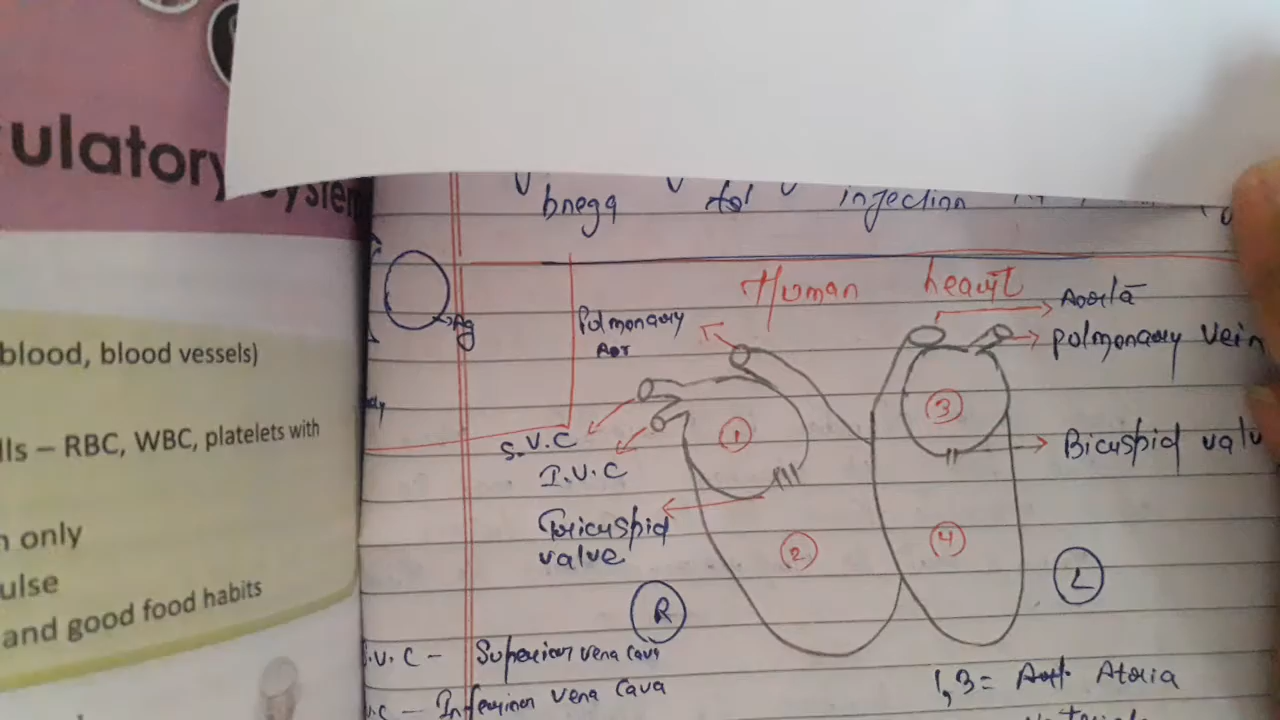 ulatory
system
blood, blood vessels)
lls – RBC, WBC, platelets with
n only
ulse
and good food habits
injection
Ag
Human heart
Aorta
Pulmonary
Pulmonary vein
S.V.C
I.V.C
1
3
Bicuspid valv
Tricuspid
valve
2
4
R
L
.V.C - Superior vena cava
.C - Inferior vena cava
1,3 = Atria